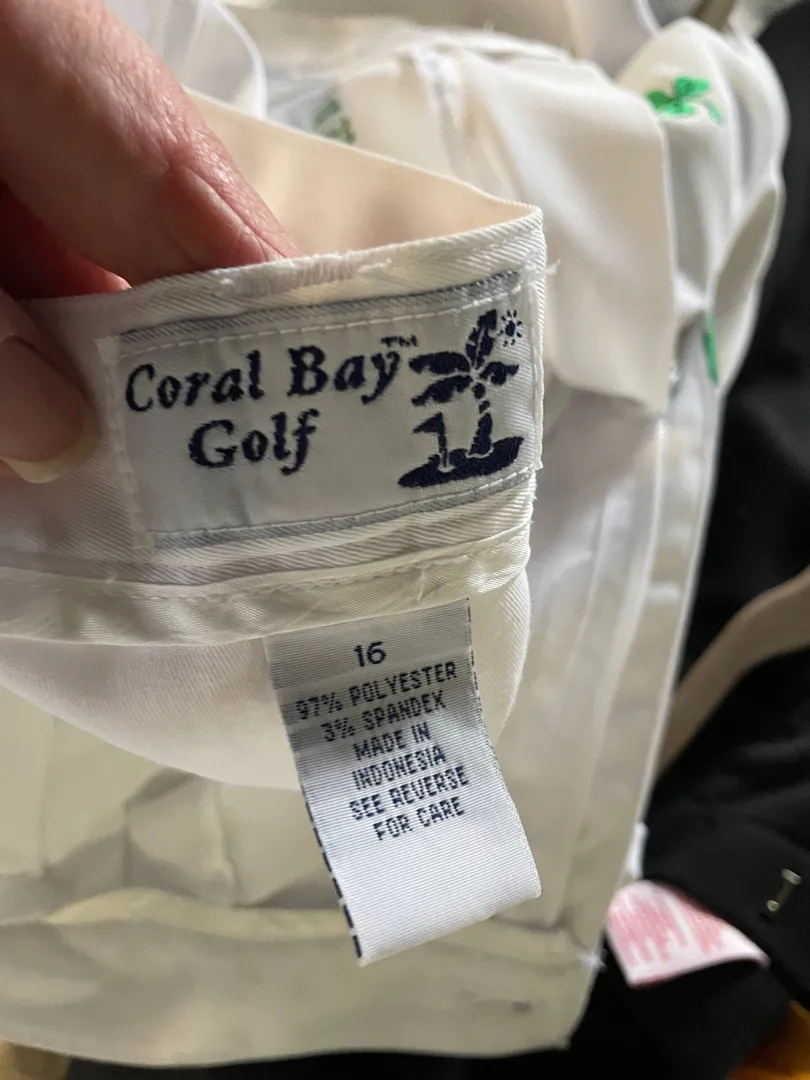 Coral Bay™
Golf
16
97% POLYESTER
3% SPANDEX
MADE IN
INDONESIA
SEE REVERSE
FOR CARE